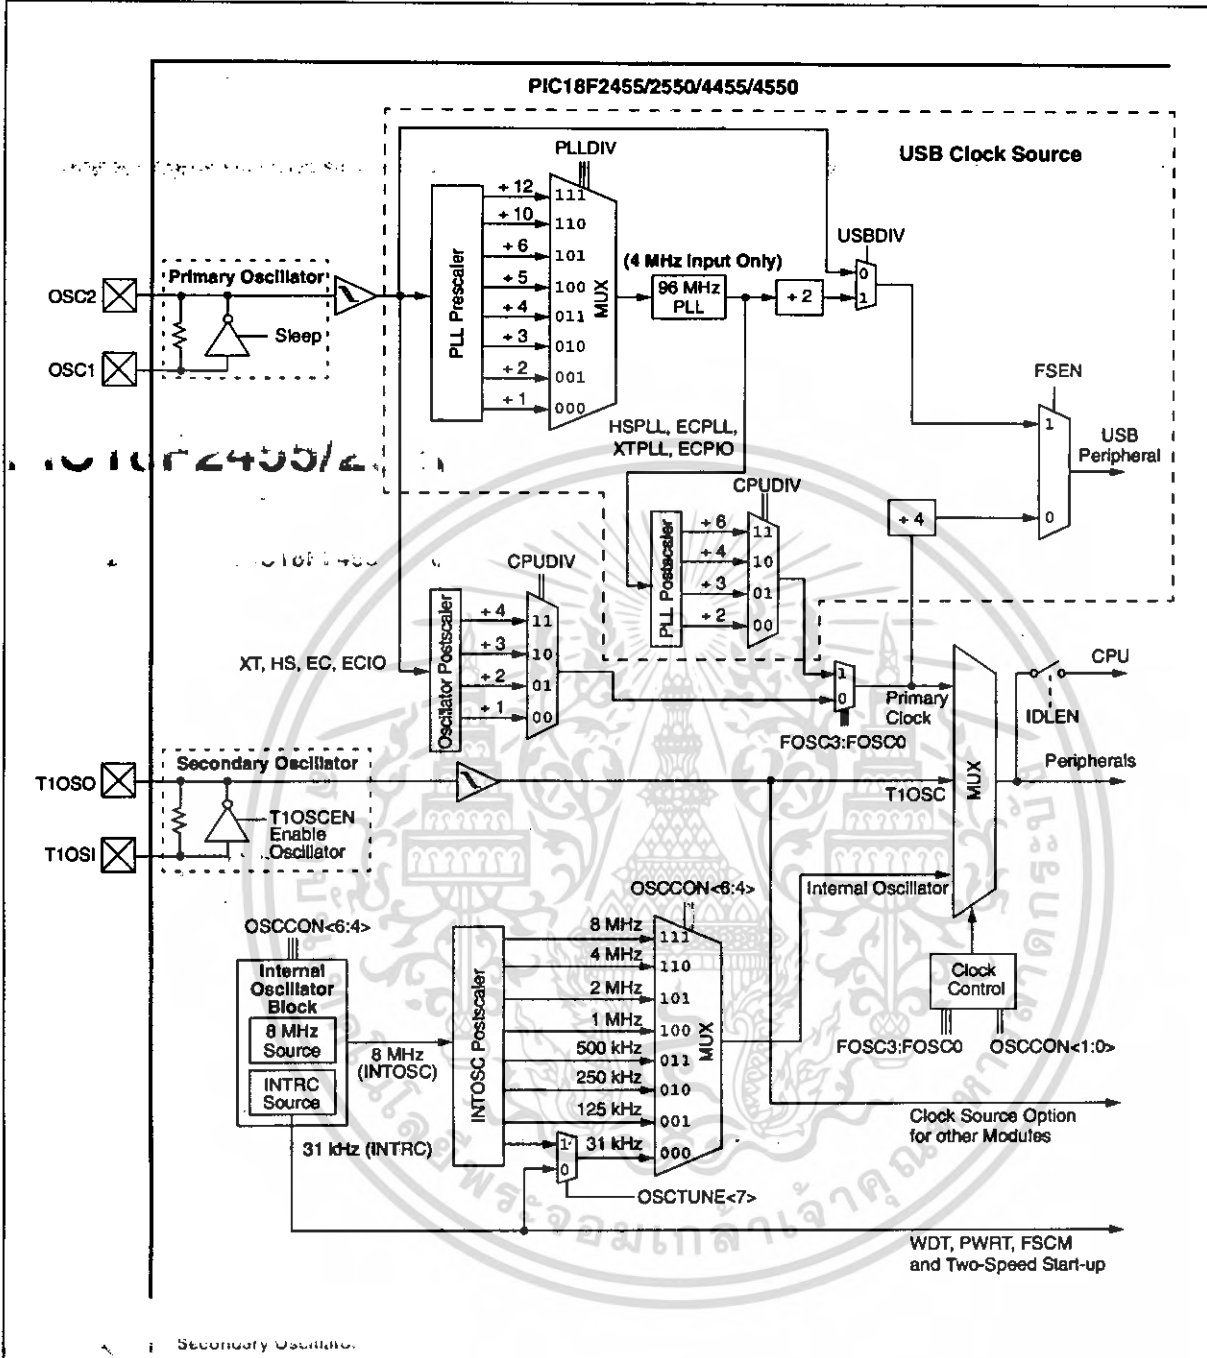 PIC18F2455/2550/4455/4550
USB Clock Source
PLLDIV
÷ 12
111
÷ 10
110
÷ 6
101
÷ 5
100
÷ 4
011
÷ 3
010
÷ 2
001
÷ 1
000
PLL Prescaler
MUX
(4 MHz Input Only)
96 MHz
PLL
÷ 2
USBDIV
0
1
Primary Oscillator
OSC2
OSC1
Sleep
FSEN
1
0
USB
Peripheral
÷ 4
HSPLL, ECPLL,
XTPLL, ECPIO
CPUDIV
PLL Postscaler
÷ 6
11
÷ 4
10
÷ 3
01
÷ 2
00
CPUDIV
XT, HS, EC, ECIO
Oscillator Postscaler
÷ 4
11
÷ 3
10
÷ 2
01
÷ 1
00
1
0
Primary
Clock
FOSC3:FOSC0
CPU
IDLEN
Peripherals
MUX
Secondary Oscillator
T1OSO
T1OSI
T1OSCEN
Enable
Oscillator
T1OSC
Internal Oscillator
OSCCON<6:4>
Internal
Oscillator
Block
8 MHz
Source
INTRC
Source
8 MHz
(INTOSC)
31 kHz (INTRC)
INTOSC Postscaler
OSCCON<6:4>
8 MHz
111
4 MHz
110
2 MHz
101
1 MHz
100
500 kHz
011
250 kHz
010
125 kHz
001
31 kHz
000
MUX
1
0
OSCTUNE<7>
Clock
Control
FOSC3:FOSC0 OSCCON<1:0>
Clock Source Option
for other Modules
WDT, PWRT, FSCM
and Two-Speed Start-up
Secondary Oscillator